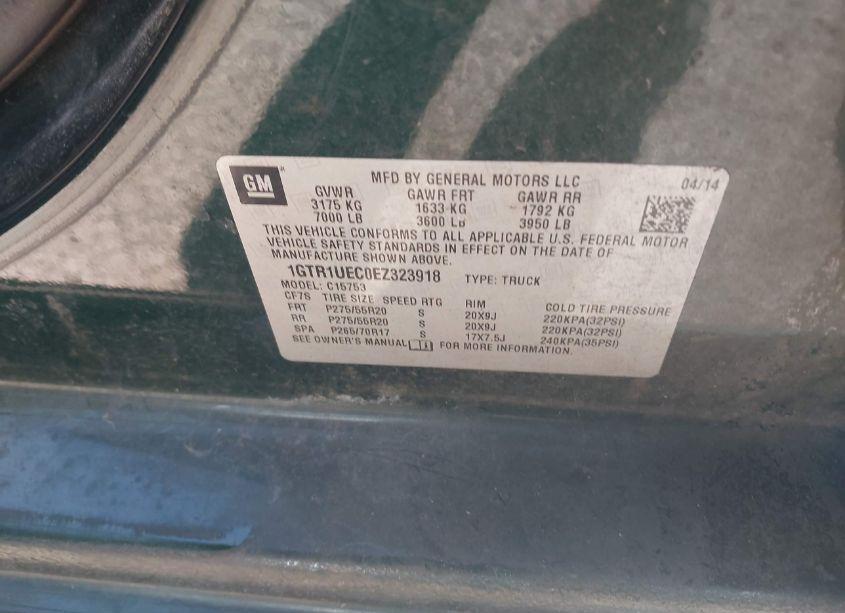 GM
MFD BY GENERAL MOTORS LLC 04/14
GVWR GAWR FRT GAWR RR
3175 KG 1633 KG 1792 KG
7000 LB 3600 LB 3950 LB
THIS VEHICLE CONFORMS TO ALL APPLICABLE U.S. FEDERAL MOTOR
VEHICLE SAFETY STANDARDS IN EFFECT ON THE DATE OF
MANUFACTURE SHOWN ABOVE.
1GTR1UEC0EZ323918 TYPE: TRUCK
MODEL: C15753
CF7S TIRE SIZE SPEED RTG RIM COLD TIRE PRESSURE
FRT P275/55R20 S 20X9J 220KPA(32PSI)
RR P275/55R20 S 20X9J 220KPA(32PSI)
SPA P265/70R17 S 17X7.5J 240KPA(35PSI)
SEE OWNER'S MANUAL FOR MORE INFORMATION.